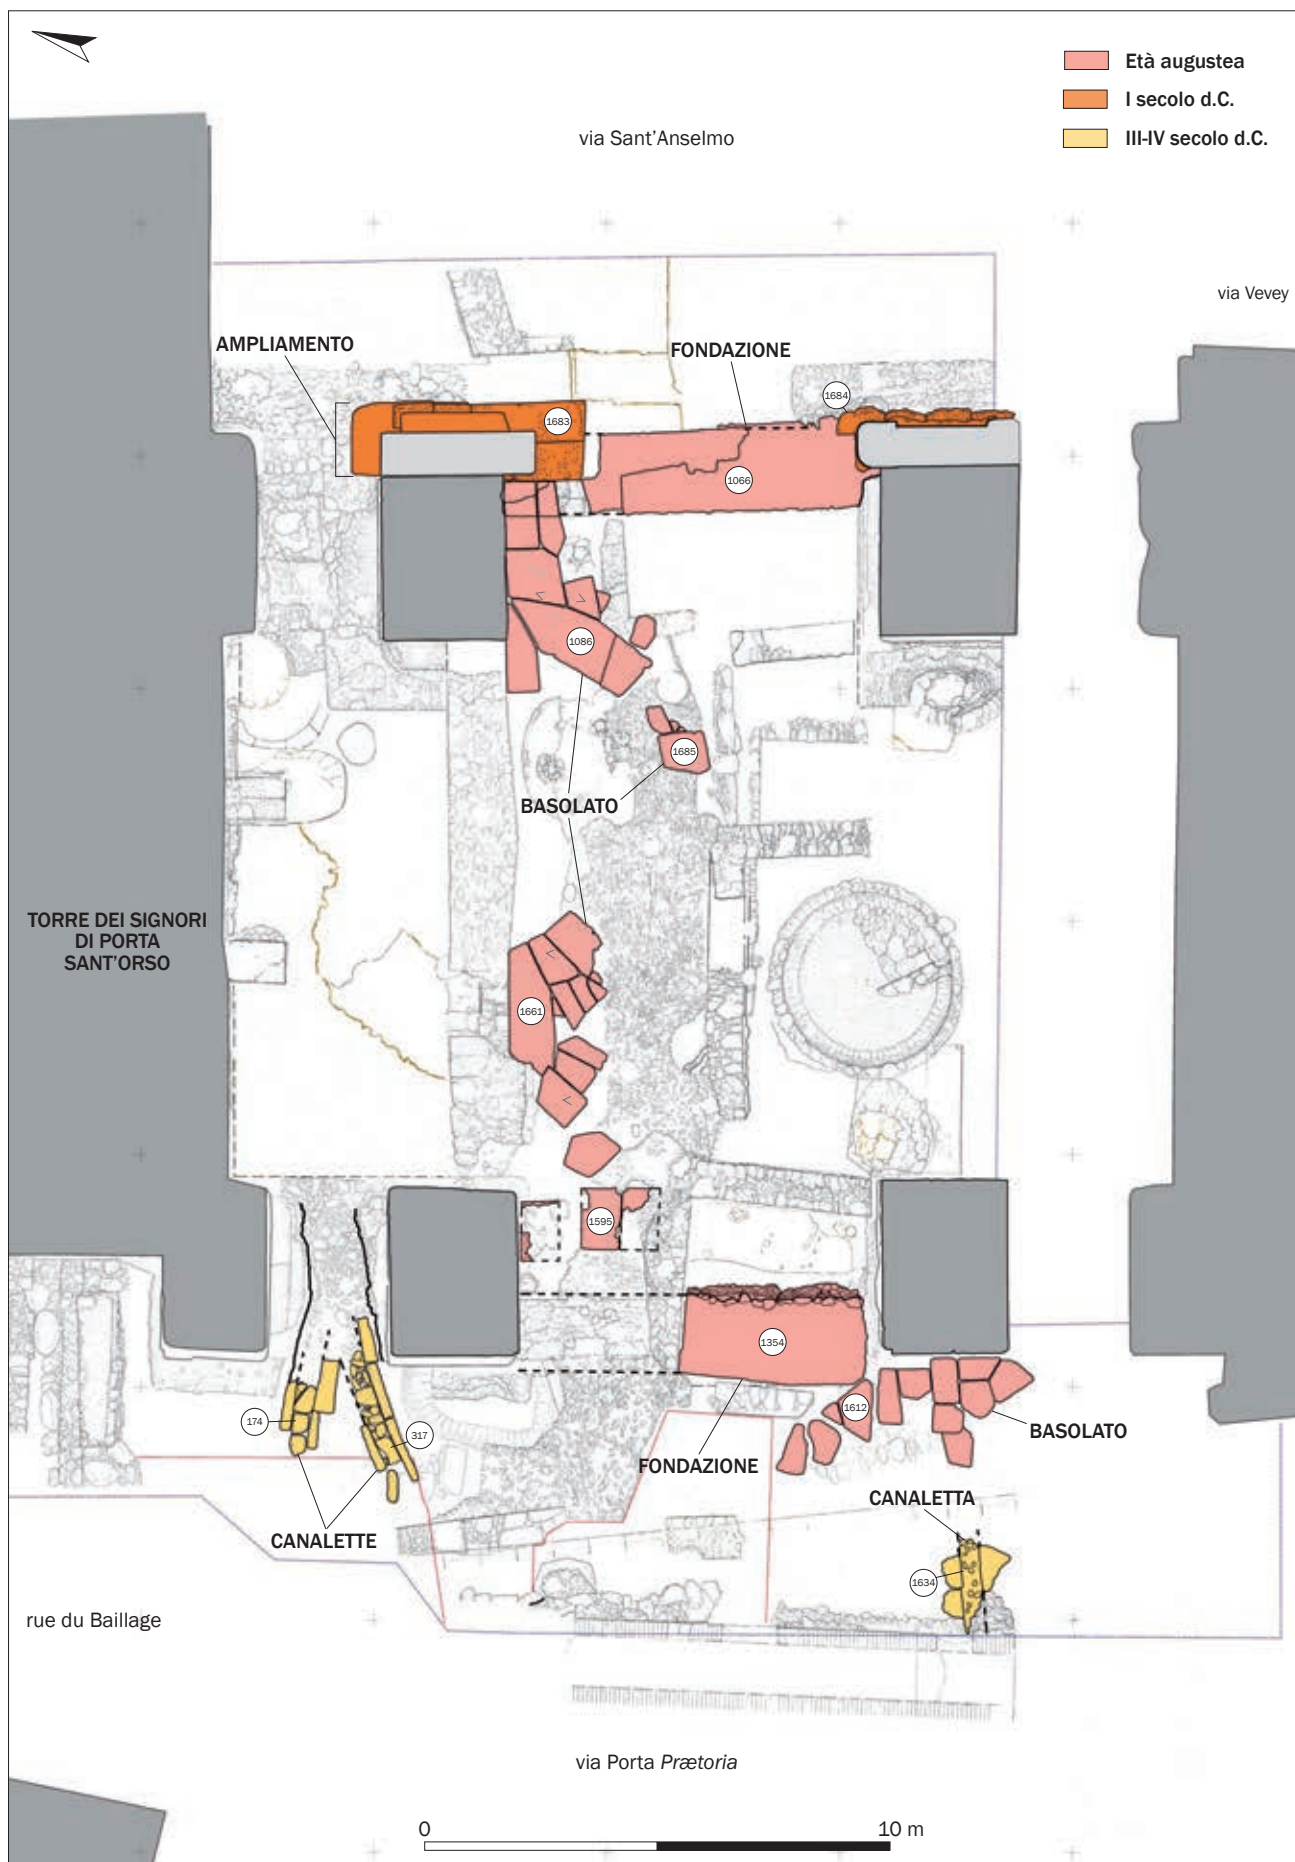 Età augustea
I secolo d.C.
III-IV secolo d.C.
via Sant'Anselmo
via Vevey
AMPLIAMENTO
FONDAZIONE
1684
1683
1066
1086
1685
BASOLATO
TORRE DEI SIGNORI
DI PORTA
SANT'ORSO
1661
1595
1354
1612
174
317
BASOLATO
FONDAZIONE
CANALETTA
CANALETTE
1634
rue du Baillage
via Porta Prætoria
0 10 m